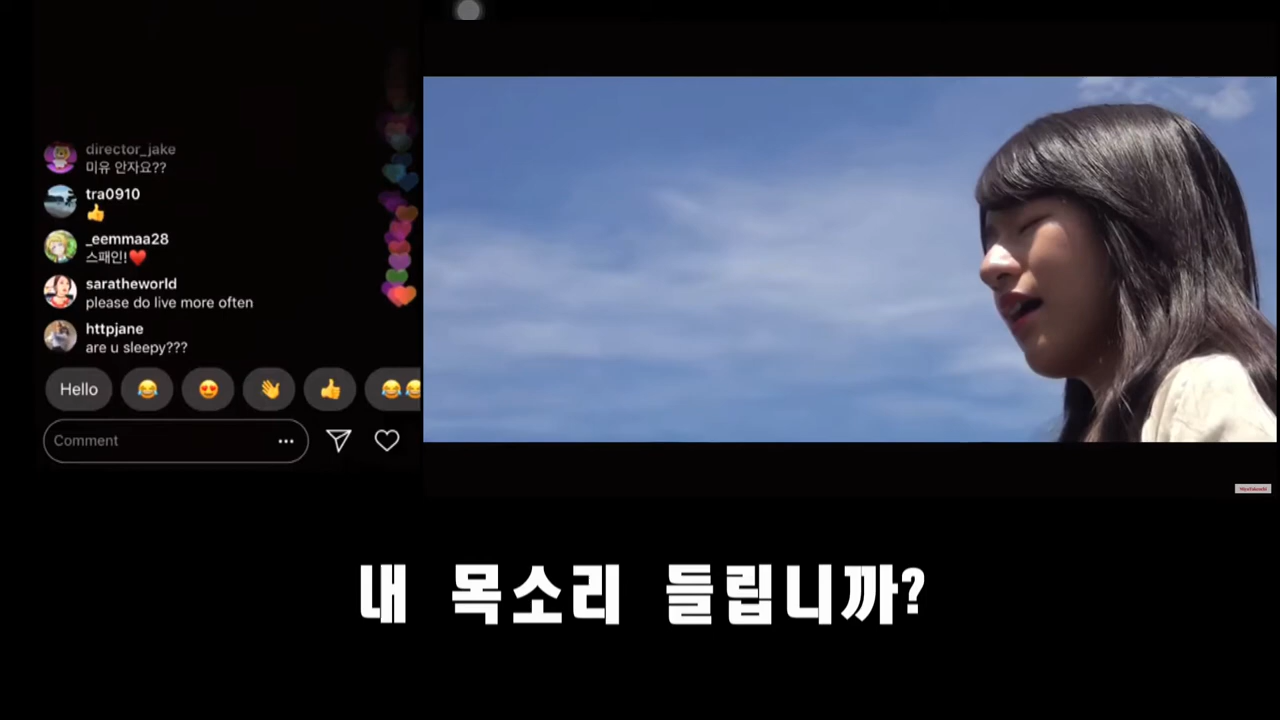 director_jake
미유 안자요??
tra0910
👍
_eemmaa28
스패인!❤️
saratheworld
please do live more often
httpjane
are u sleepy???
Hello 😂 😍 👋 👍 😂
Comment
내 목소리 들립니까?